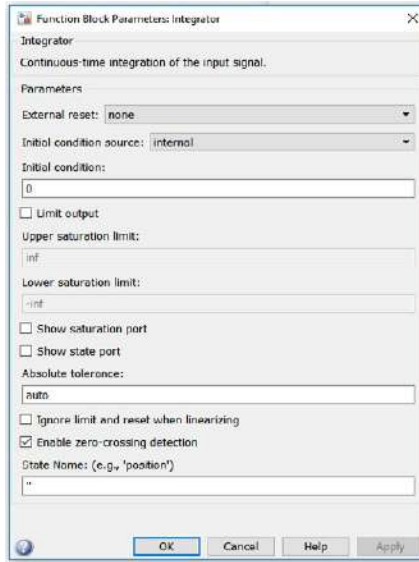 Function Block Parameters: Integrator
Integrator
Continuous-time integration of the input signal.
Parameters
External reset: none
Initial condition source: internal
Initial condition:
0
Limit output
Upper saturation limit:
inf
Lower saturation limit:
-inf
Show saturation port
Show state port
Absolute tolerance:
auto
Ignore limit and reset when linearizing
Enable zero-crossing detection
State Name: (e.g., 'position')
''
OK Cancel Help Apply